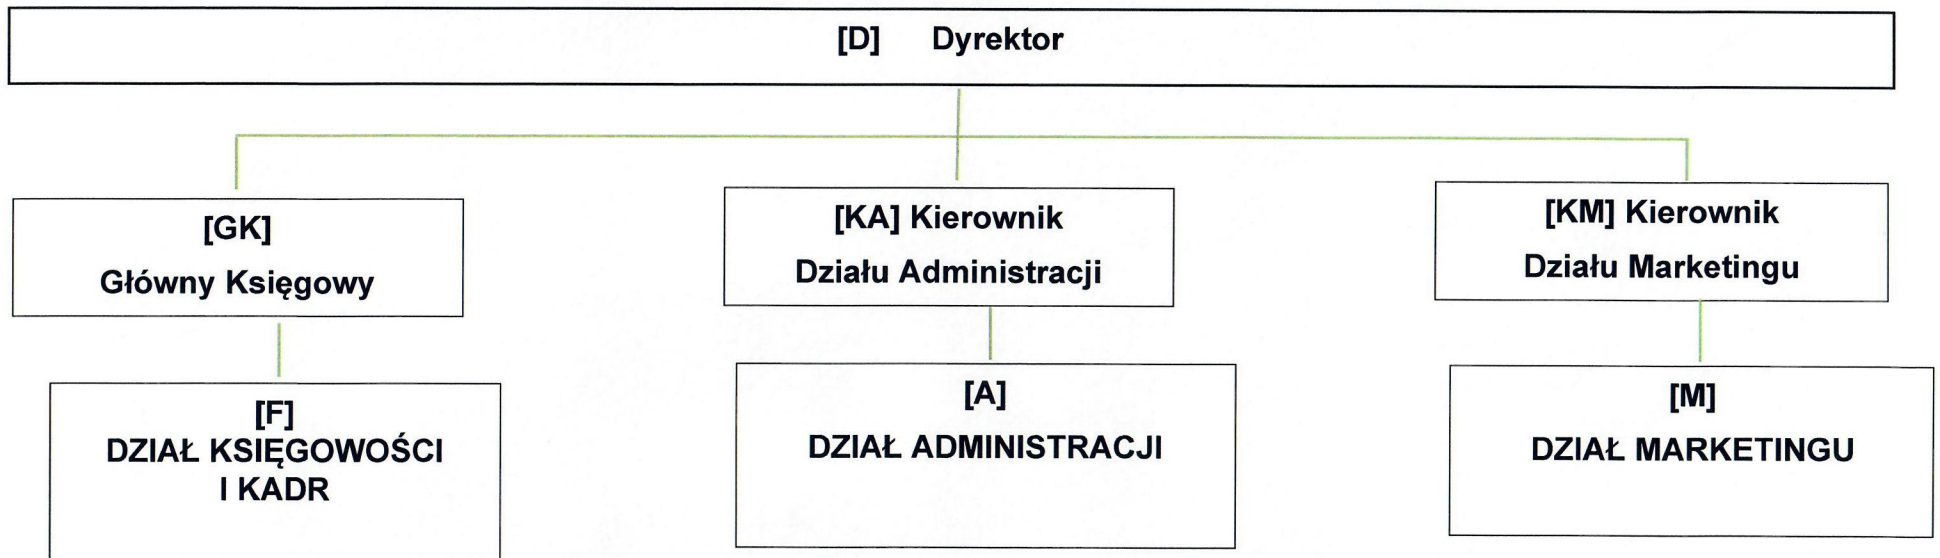 [D] Dyrektor
[GK]
Główny Księgowy
[KA] Kierownik
Działu Administracji
[KM] Kierownik
Działu Marketingu
[F]
DZIAŁ KSIĘGOWOŚCI
I KADR
[A]
DZIAŁ ADMINISTRACJI
[M]
DZIAŁ MARKETINGU